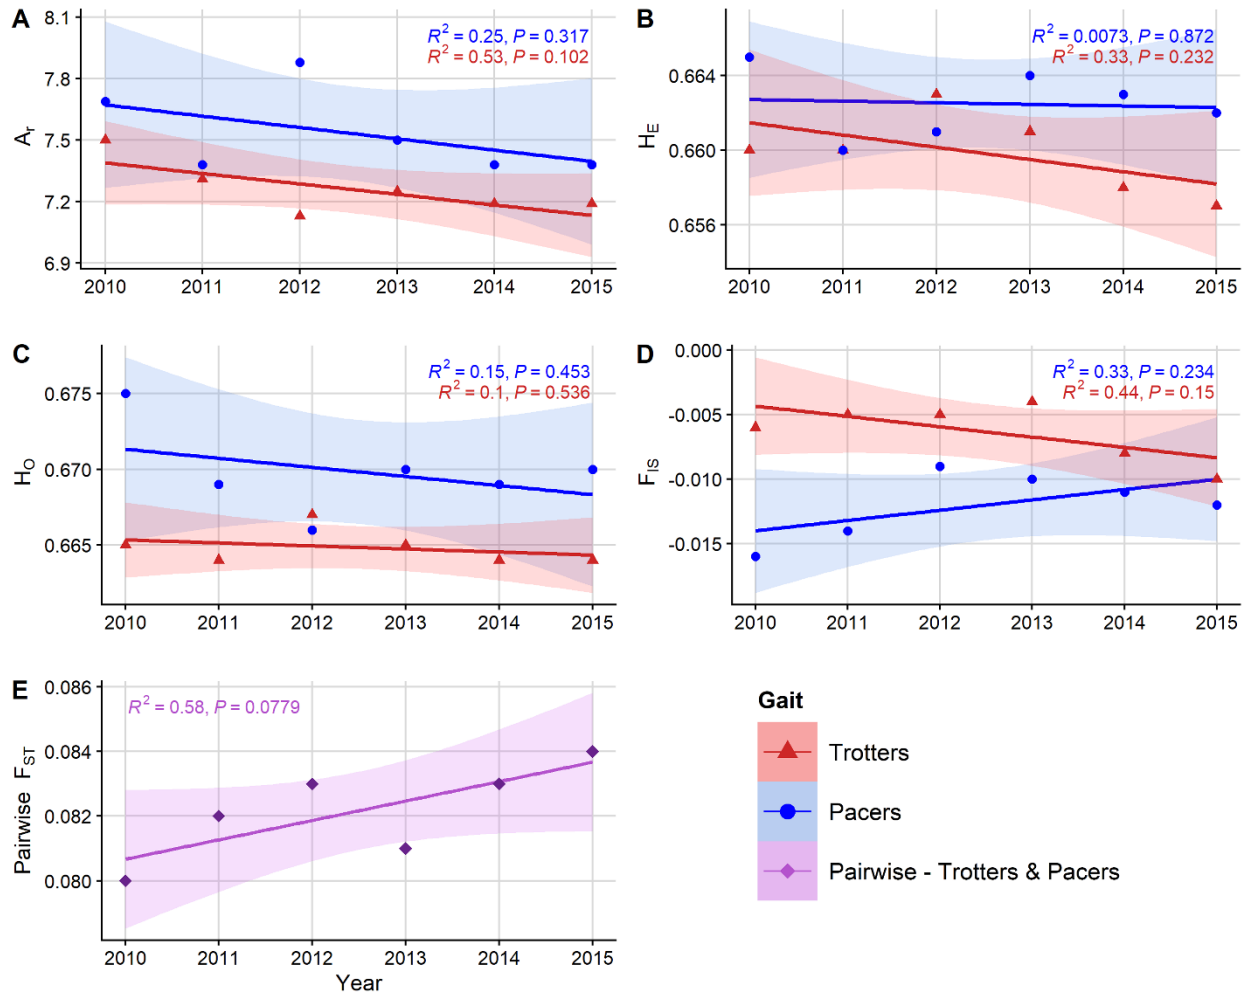 A
8.1
7.8
7.5
7.2
6.9
A_r
R² = 0.25, P = 0.317
R² = 0.53, P = 0.102
2010 2011 2012 2013 2014 2015
B
0.664
0.660
0.656
H_E
R² = 0.0073, P = 0.872
R² = 0.33, P = 0.232
2010 2011 2012 2013 2014 2015
C
0.675
0.670
0.665
H_O
R² = 0.15, P = 0.453
R² = 0.1, P = 0.536
2010 2011 2012 2013 2014 2015
D
0.000
-0.005
-0.010
-0.015
F_IS
R² = 0.33, P = 0.234
R² = 0.44, P = 0.15
2010 2011 2012 2013 2014 2015
E
0.086
0.084
0.082
0.080
Pairwise F_ST
R² = 0.58, P = 0.0779
2010 2011 2012 2013 2014 2015
Year
Gait
Trotters
Pacers
Pairwise - Trotters & Pacers